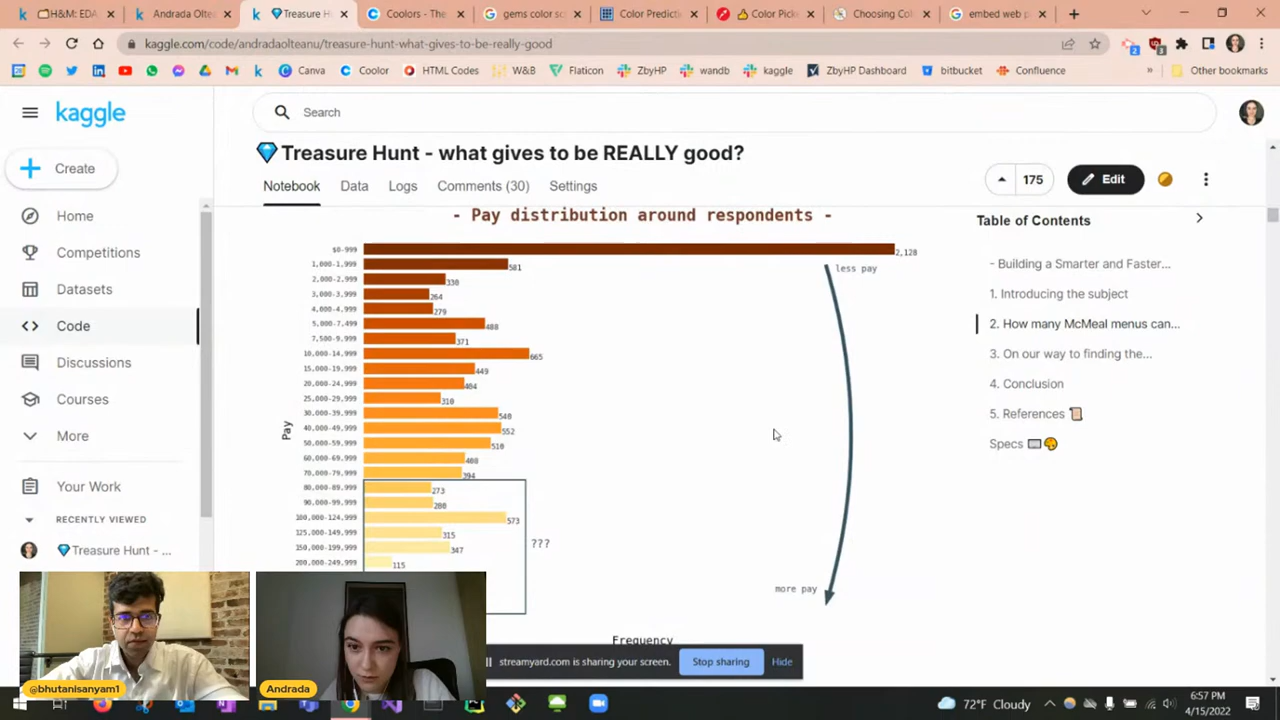 H&M: EDA
Andrada Olte
Treasure Hun
Coolors - The
gems color sc
Color Predicti
Color Pick
Choosing Col
embed web p
kaggle.com/code/andradaolteanu/treasure-hunt-what-gives-to-be-really-good
Canva
Coolor
HTML Codes
W&B
Flaticon
ZbyHP
wandb
kaggle
ZbyHP Dashboard
bitbucket
Confluence
Other bookmarks
kaggle
Search
Create
Treasure Hunt - what gives to be REALLY good?
Notebook
Data
Logs
Comments (30)
Settings
175
Edit
Home
Competitions
Datasets
Code
Discussions
Courses
More
Your Work
RECENTLY VIEWED
Treasure Hunt - ...
- Pay distribution around respondents -
$0-999
2,128
1,000-1,999
581
2,000-2,999
330
3,000-3,999
264
4,000-4,999
279
5,000-7,499
488
7,500-9,999
371
10,000-14,999
665
15,000-19,999
449
20,000-24,999
404
25,000-29,999
310
30,000-39,999
540
40,000-49,999
552
50,000-59,999
510
60,000-69,999
408
70,000-79,999
394
80,000-89,999
273
90,000-99,999
100,000-124,999
573
125,000-149,999
315
150,000-199,999
347
200,000-249,999
115
Pay
less pay
more pay
???
Frequency
Table of Contents
- Building a Smarter and Faster...
1. Introducing the subject
2. How many McMeal menus can...
3. On our way to finding the...
4. Conclusion
5. References
Specs
streamyard.com is sharing your screen.
Stop sharing
Hide
@bhutanisanyam1
Andrada
72°F Cloudy
6:57 PM
4/15/2022